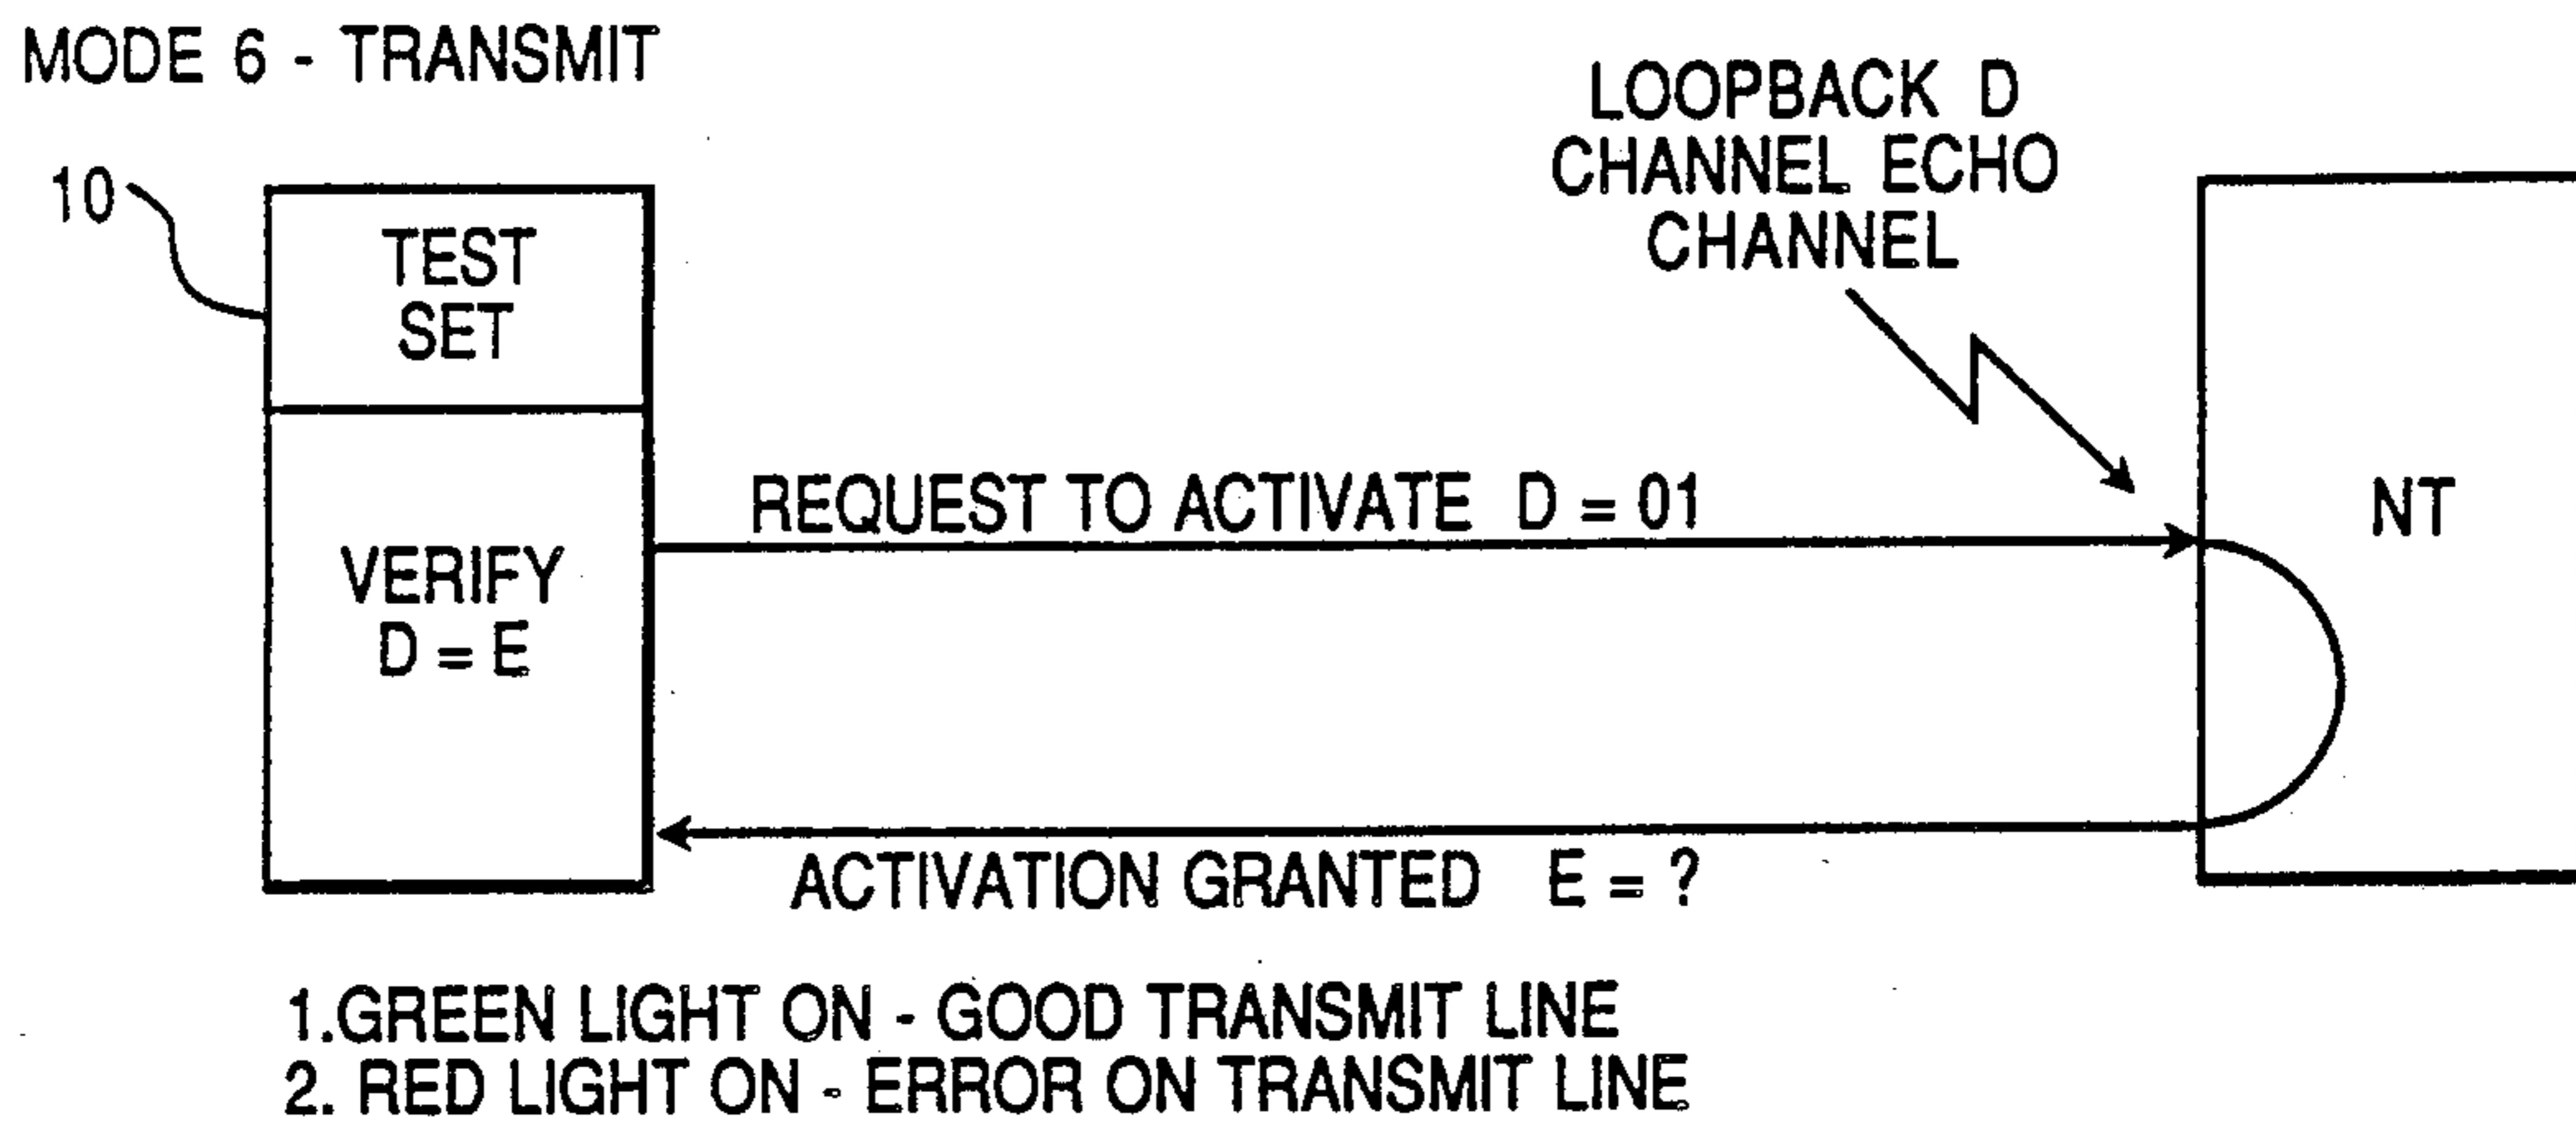 MODE 6 - TRANSMIT
10
TEST
SET
VERIFY
D = E
REQUEST TO ACTIVATE D = 01
LOOPBACK D
CHANNEL ECHO
CHANNEL
NT
ACTIVATION GRANTED E = ?
1.GREEN LIGHT ON - GOOD TRANSMIT LINE
2. RED LIGHT ON - ERROR ON TRANSMIT LINE